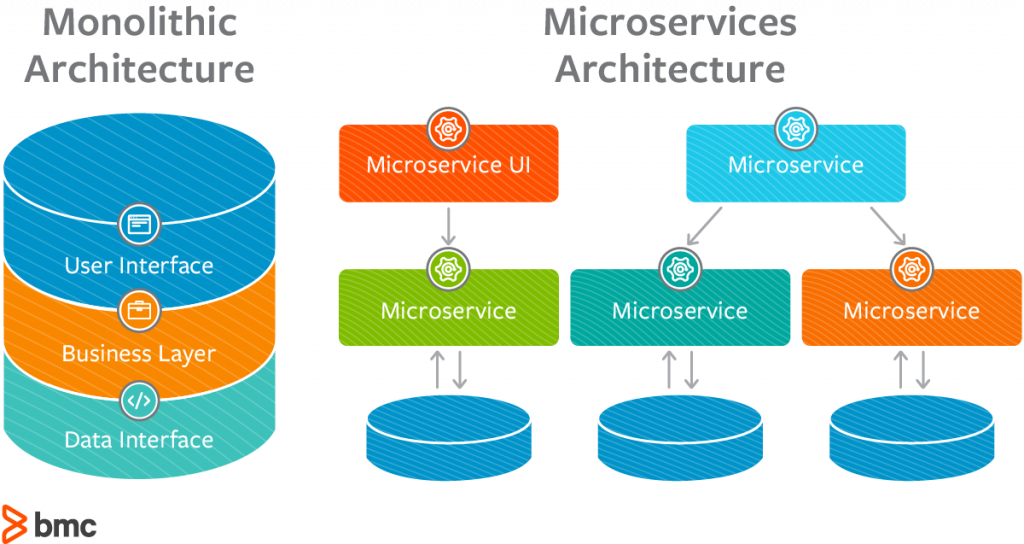 Monolithic
Architecture
User Interface
Business Layer
Data Interface
Microservices
Architecture
Microservice UI
Microservice
Microservice
Microservice
Microservice
bmc